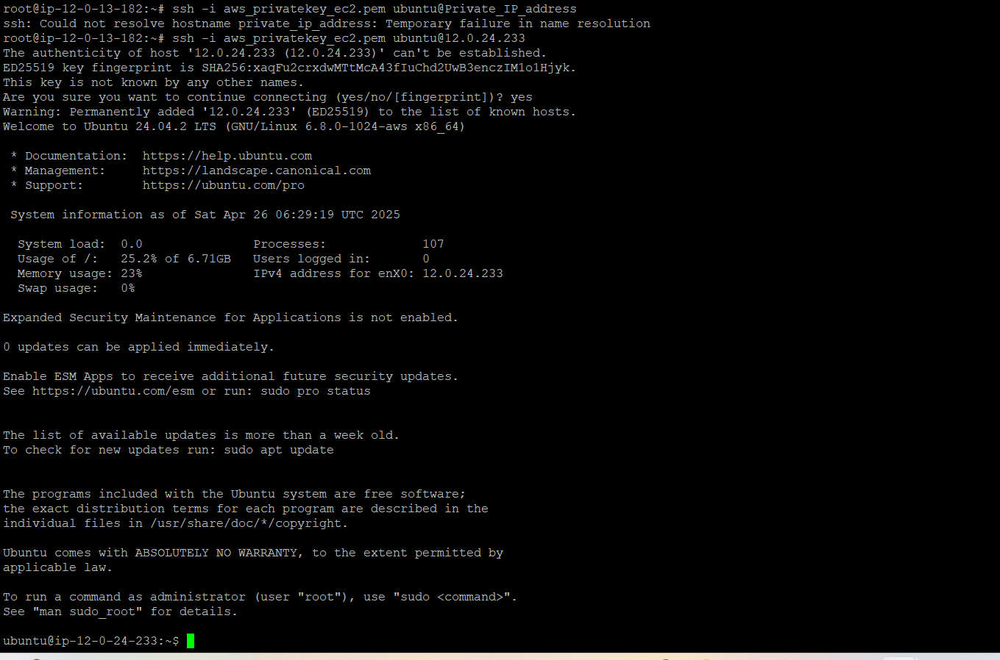 root@ip-12-0-13-182:~# ssh -i aws_privatekey_ec2.pem ubuntu@Private_IP_address
ssh: Could not resolve hostname private_ip_address: Temporary failure in name resolution
root@ip-12-0-13-182:~# ssh -i aws_privatekey_ec2.pem ubuntu@12.0.24.233
The authenticity of host '12.0.24.233 (12.0.24.233)' can't be established.
ED25519 key fingerprint is SHA256:xaqFu2crxdwMTtMcA43fIuChd2UwB3enczIM1o1Hjyk.
This key is not known by any other names.
Are you sure you want to continue connecting (yes/no/[fingerprint])? yes
Warning: Permanently added '12.0.24.233' (ED25519) to the list of known hosts.
Welcome to Ubuntu 24.04.2 LTS (GNU/Linux 6.8.0-1024-aws x86_64)
 * Documentation:  https://help.ubuntu.com
 * Management:     https://landscape.canonical.com
 * Support:        https://ubuntu.com/pro
 System information as of Sat Apr 26 06:29:19 UTC 2025
  System load:  0.0               Processes:             107
  Usage of /:   25.2% of 6.71GB   Users logged in:       0
  Memory usage: 23%               IPv4 address for enX0: 12.0.24.233
  Swap usage:   0%
Expanded Security Maintenance for Applications is not enabled.
0 updates can be applied immediately.
Enable ESM Apps to receive additional future security updates.
See https://ubuntu.com/esm or run: sudo pro status
The list of available updates is more than a week old.
To check for new updates run: sudo apt update
The programs included with the Ubuntu system are free software;
the exact distribution terms for each program are described in the
individual files in /usr/share/doc/*/copyright.
Ubuntu comes with ABSOLUTELY NO WARRANTY, to the extent permitted by
applicable law.
To run a command as administrator (user "root"), use "sudo <command>".
See "man sudo_root" for details.
ubuntu@ip-12-0-24-233:~$